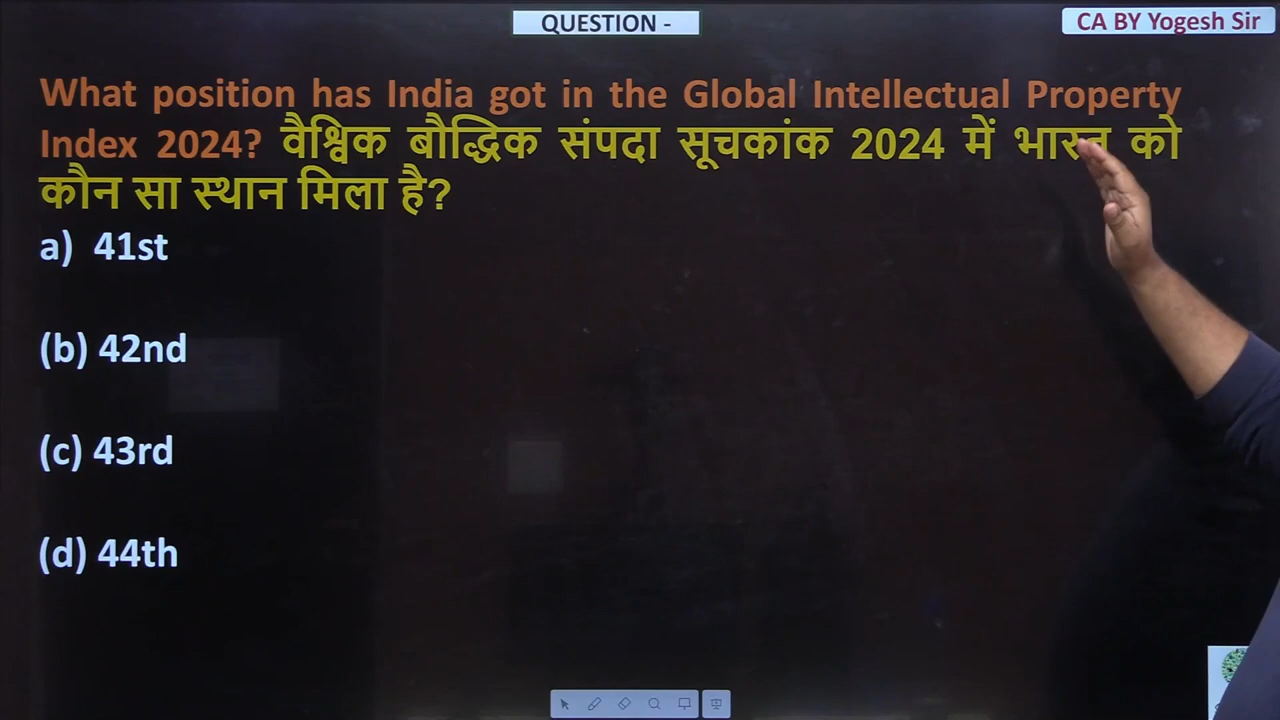 QUESTION -
CA BY Yogesh Sir
What position has India got in the Global Intellectual Property
Index 2024? वैश्विक बौद्धिक संपदा सूचकांक 2024 में भारत को
कौन सा स्थान मिला है?
a) 41st
(b) 42nd
(c) 43rd
(d) 44th